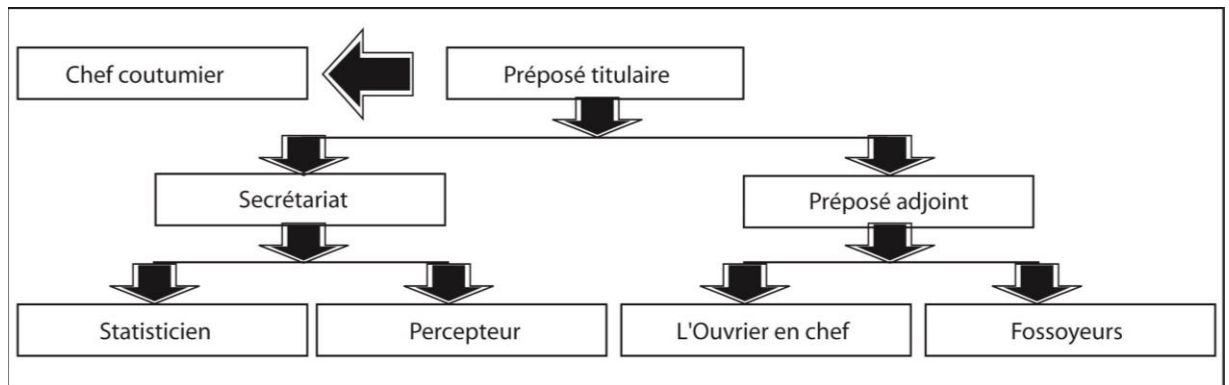 Chef coutumier
Préposé titulaire
Secrétariat
Préposé adjoint
Statisticien
Percepteur
L'Ouvrier en chef
Fossoyeurs